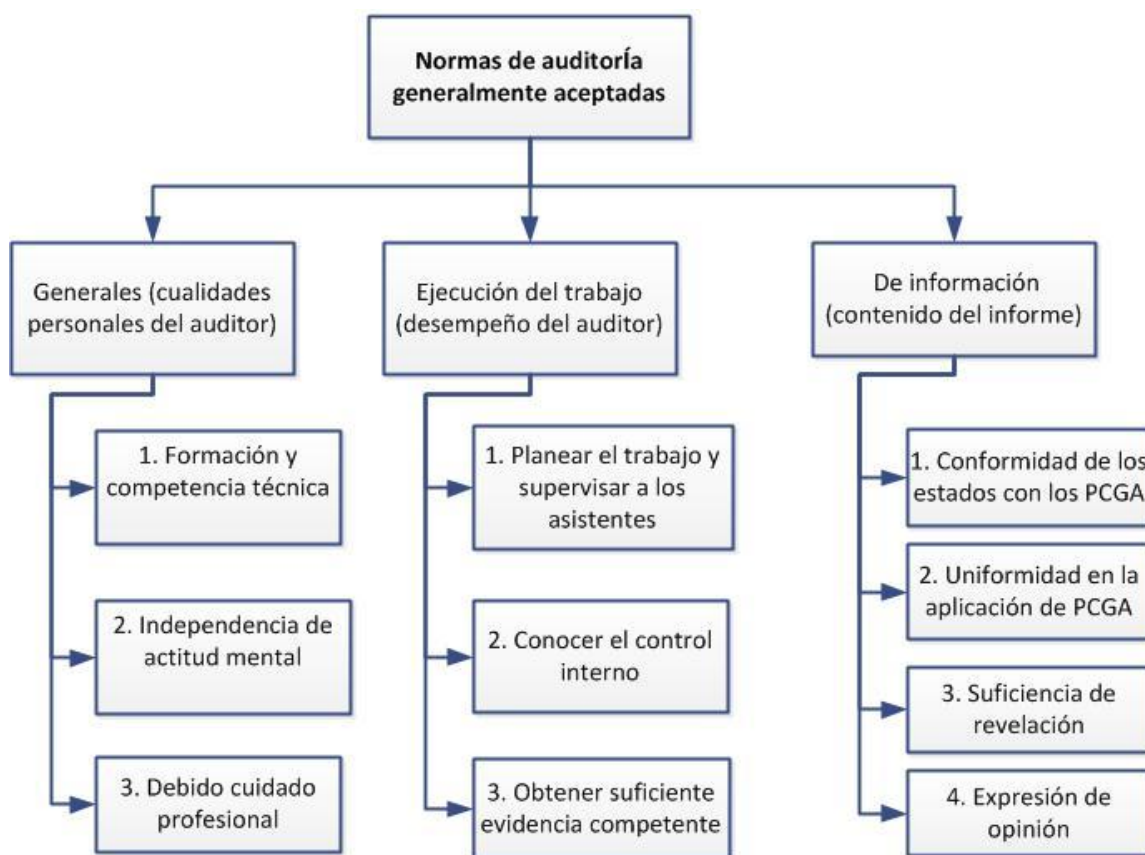 Normas de auditoría
generalmente aceptadas
Generales (cualidades
personales del auditor)
1. Formación y
competencia técnica
2. Independencia de
actitud mental
3. Debido cuidado
profesional
Ejecución del trabajo
(desempeño del auditor)
1. Planear el trabajo y
supervisar a los
asistentes
2. Conocer el control
interno
3. Obtener suficiente
evidencia competente
De información
(contenido del informe)
1. Conformidad de los
estados con los PCGA
2. Uniformidad en la
aplicación de PCGA
3. Suficiencia de
revelación
4. Expresión de
opinión